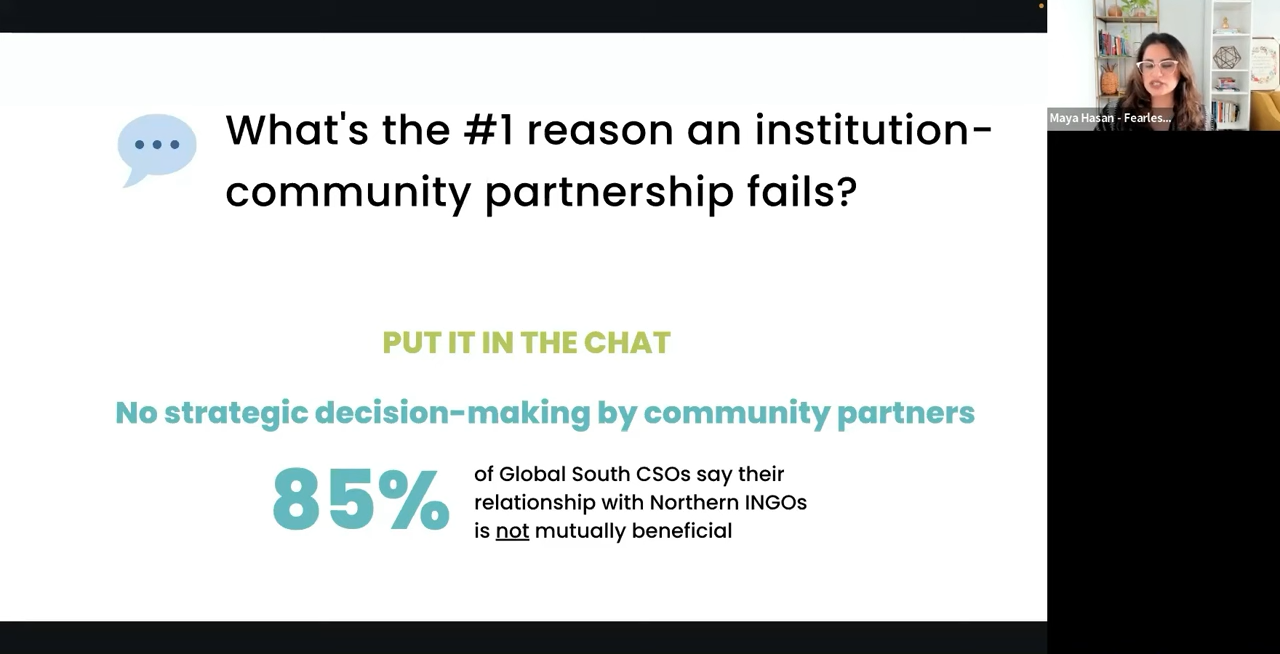 What's the #1 reason an institution-
community partnership fails?
PUT IT IN THE CHAT
No strategic decision-making by community partners
85%
of Global South CSOs say their
relationship with Northern INGOs
is not mutually beneficial
Maya Hasan - Fearles...